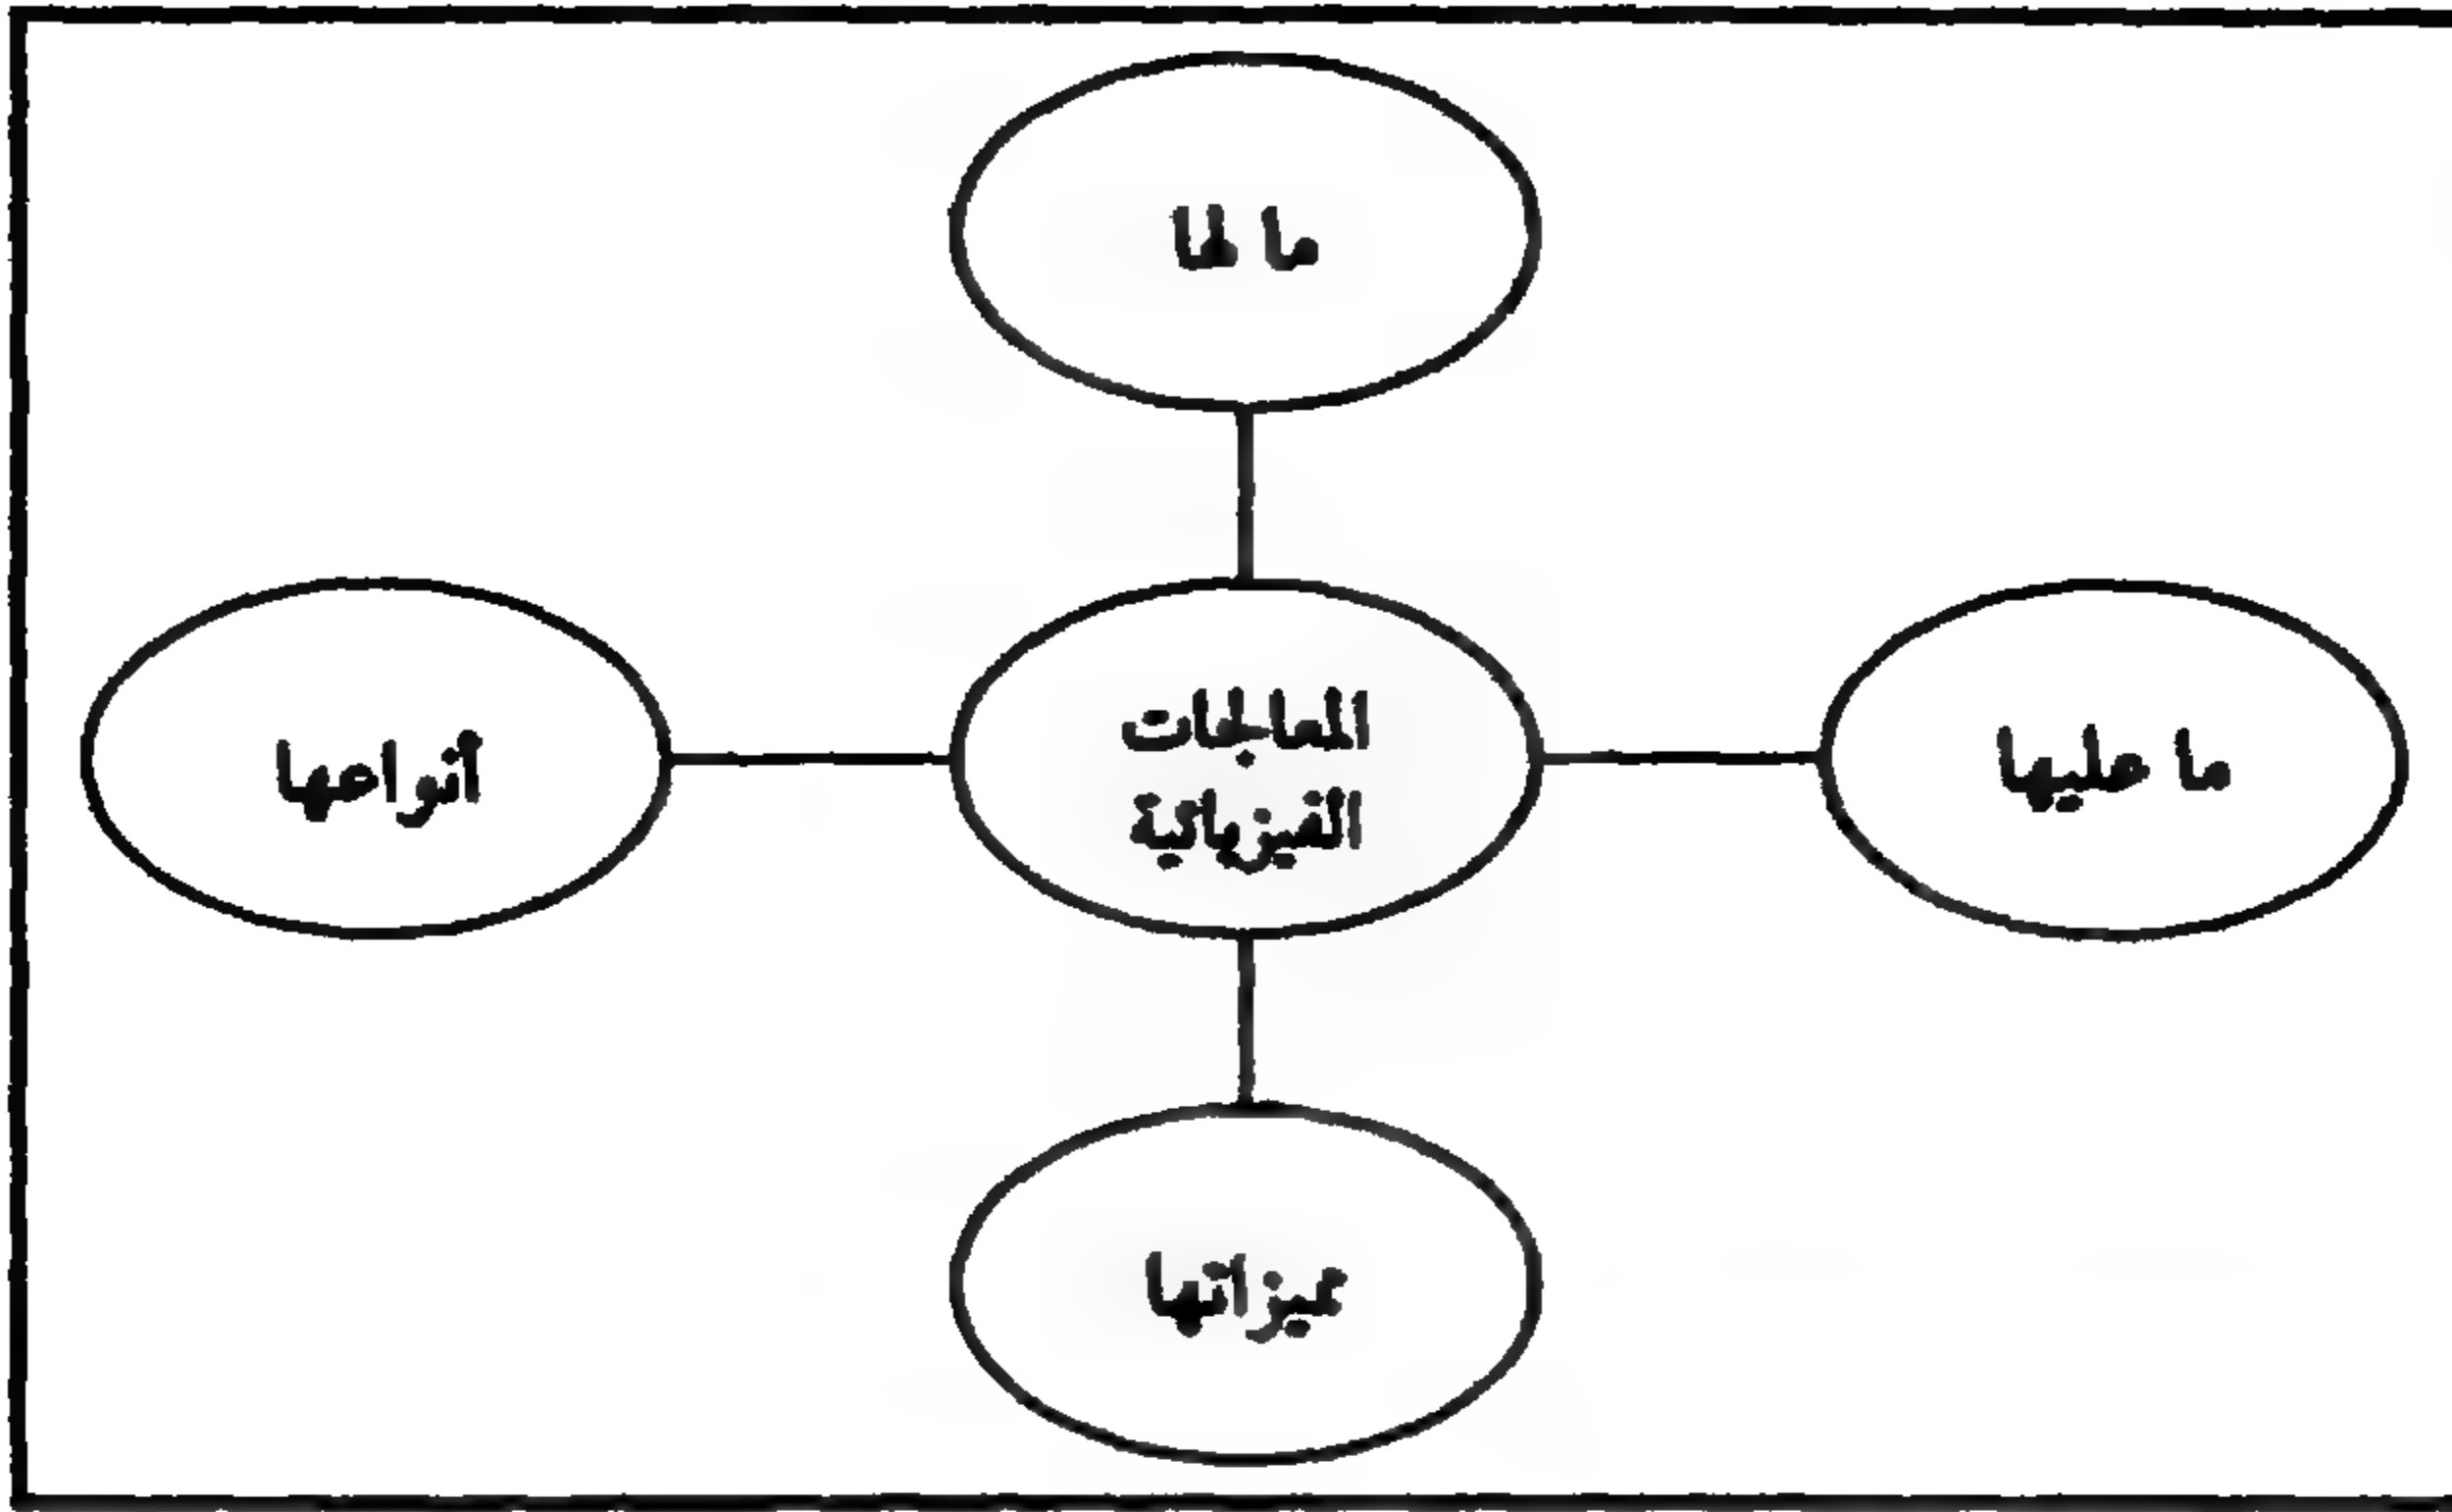 ما لها
ما عليها
المعالجات
الفيزيائية
أنواعها
مميزاتها